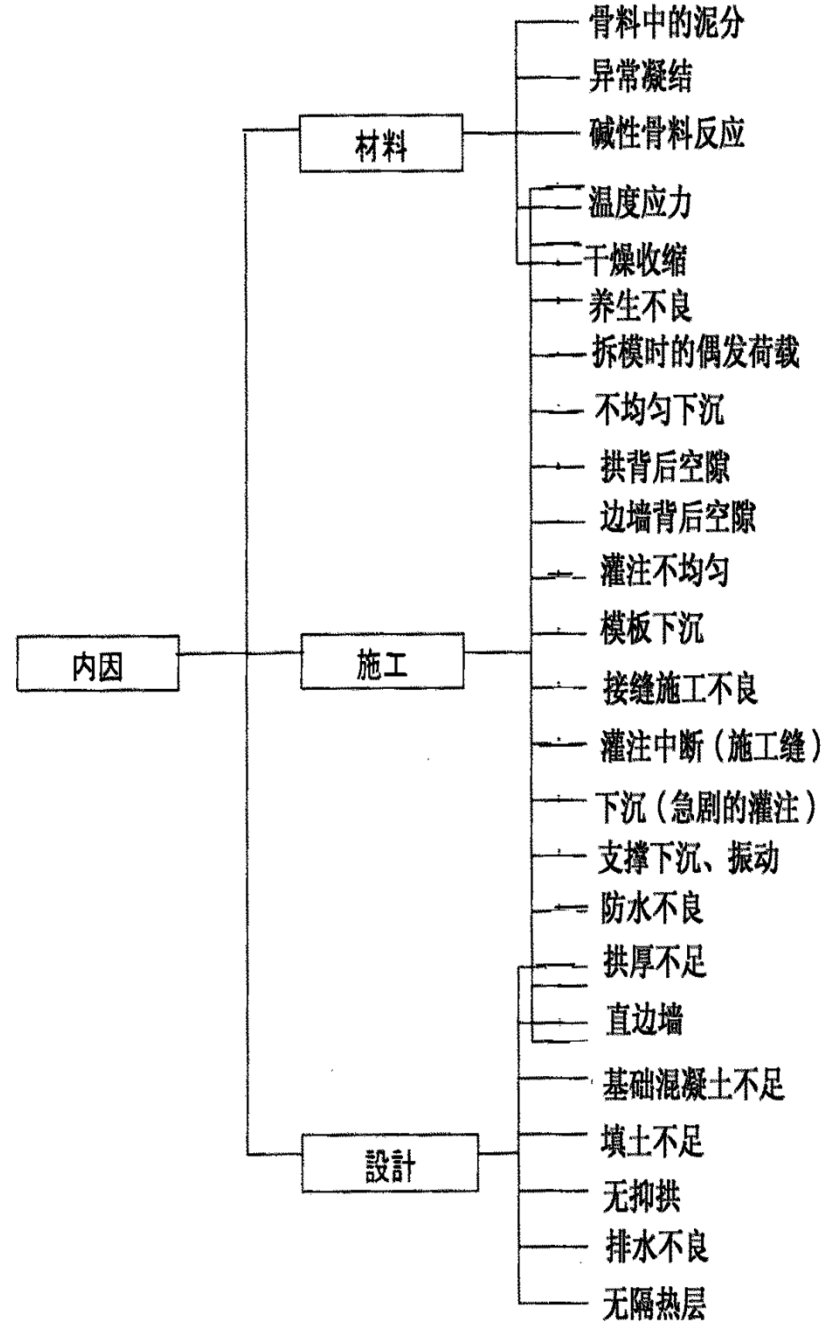 骨料中的泥分
异常凝结
材料
碱性骨料反应
温度应力
干燥收缩
养生不良
拆模时的偶发荷载
不均匀下沉
拱背后空隙
边墙背后空隙
灌注不均匀
模板下沉
内因
施工
接缝施工不良
灌注中断(施工缝)
下沉(急剧的灌注)
支撑下沉、振动
防水不良
拱厚不足
直边墙
基础混凝土不足
填土不足
設計
无抑拱
排水不良
无隔热层